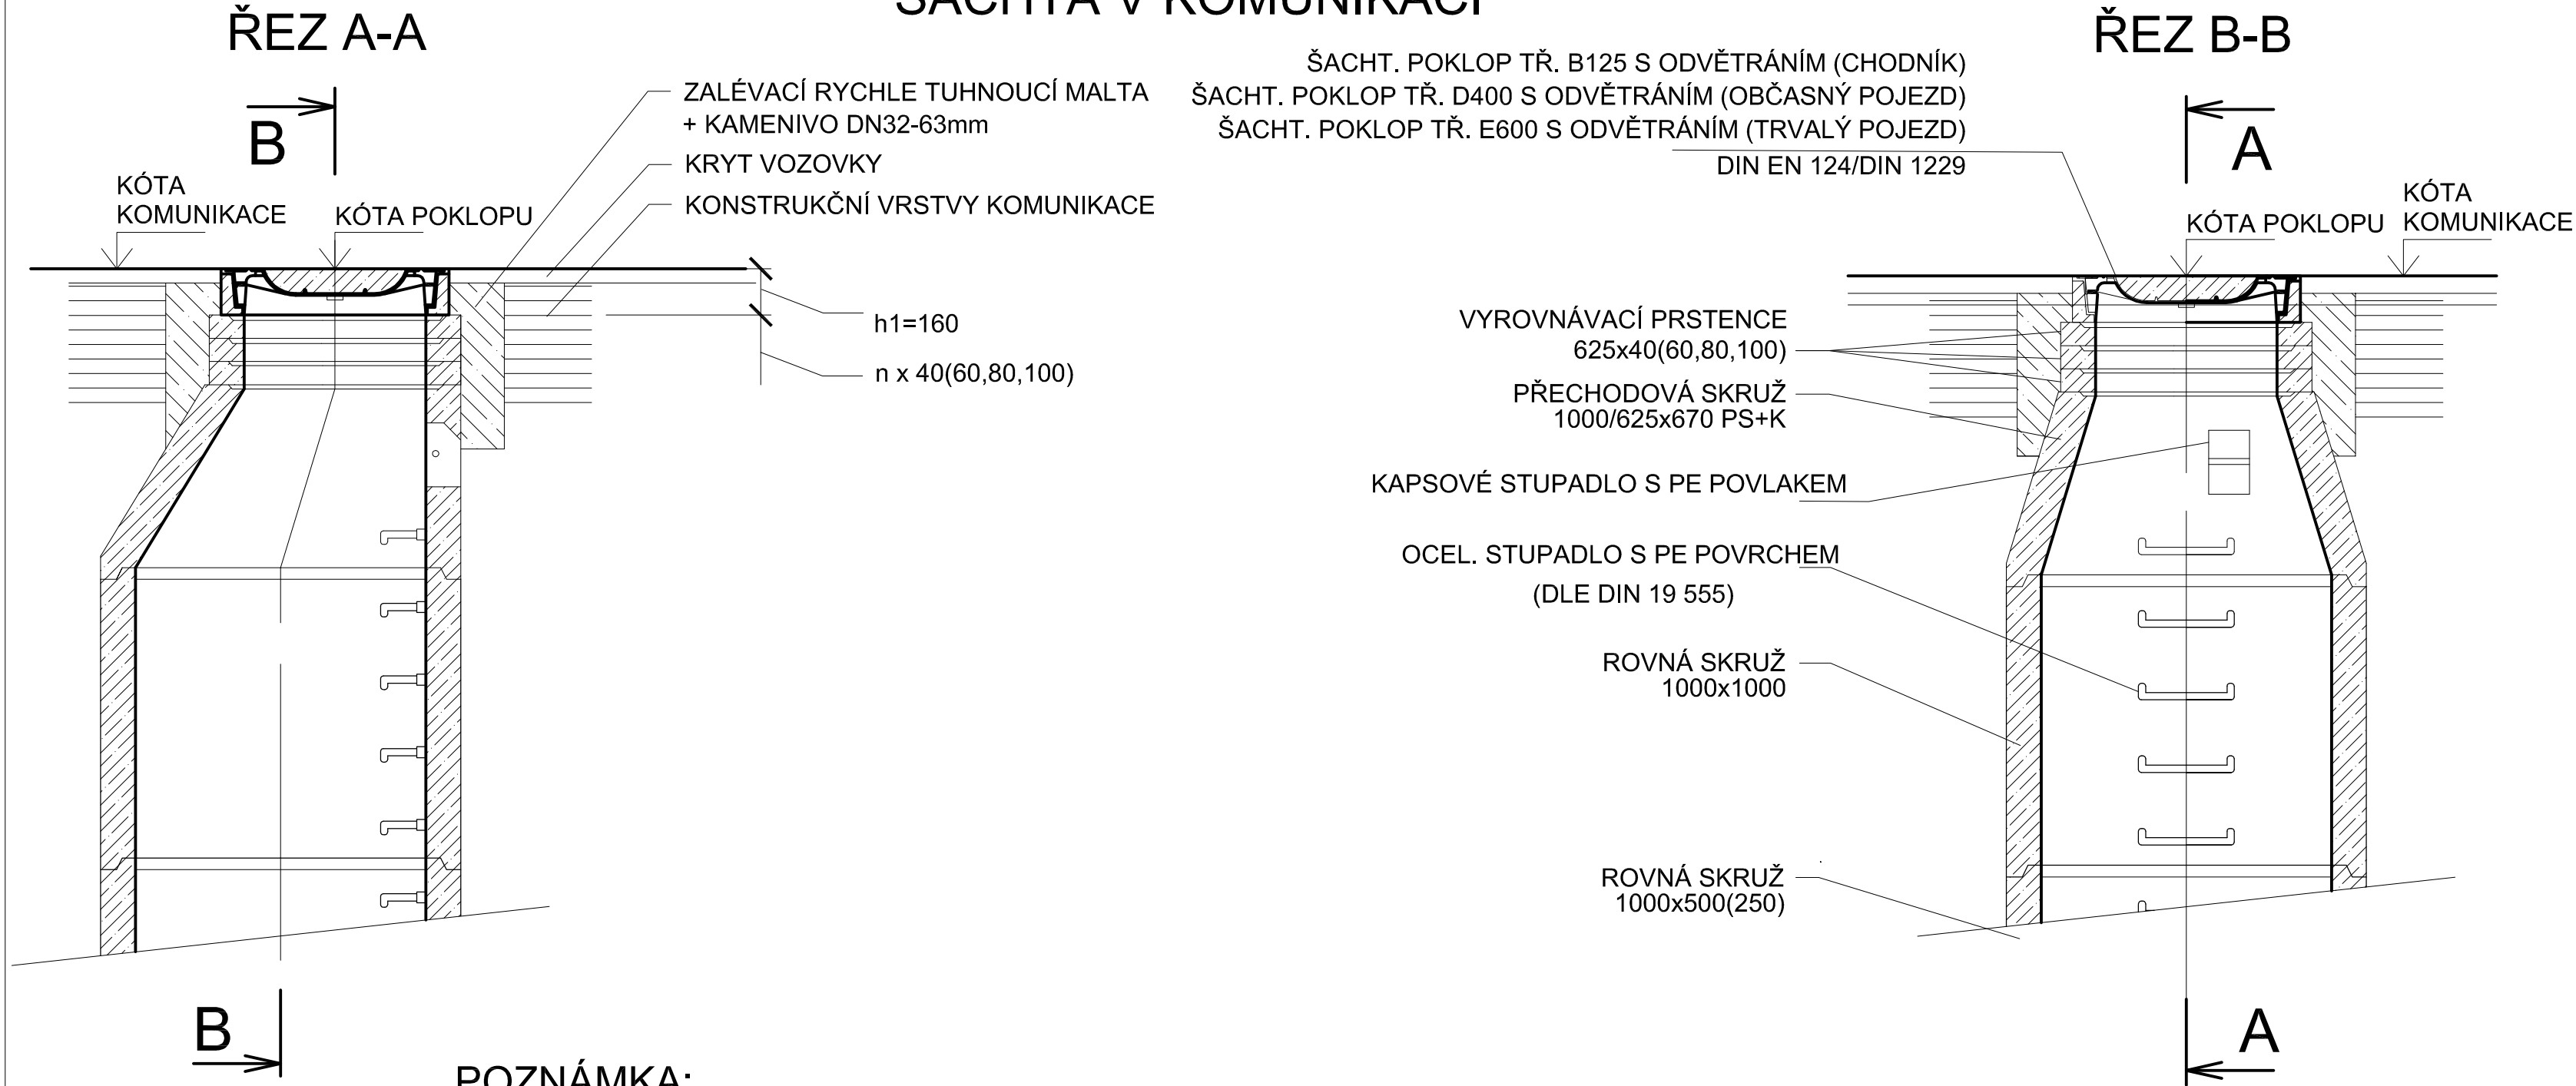 ŠACHTA V KOMUNIKACI
ŘEZ A-A
B
ZALÉVACÍ RYCHLE TUHNOUCÍ MALTA
+ KAMENIVO DN32-63mm
KRYT VOZOVKY
KONSTRUKČNÍ VRSTVY KOMUNIKACE
KÓTA
KOMUNIKACE
KÓTA POKLOPU
h1=160
n x 40(60,80,100)
B
ŘEZ B-B
ŠACHT. POKLOP TŘ. B125 S ODVĚTRÁNÍM (CHODNÍK)
ŠACHT. POKLOP TŘ. D400 S ODVĚTRÁNÍM (OBČASNÝ POJEZD)
ŠACHT. POKLOP TŘ. E600 S ODVĚTRÁNÍM (TRVALÝ POJEZD)
DIN EN 124/DIN 1229
A
KÓTA POKLOPU
KÓTA
KOMUNIKACE
VYROVNÁVACÍ PRSTENCE
625x40(60,80,100)
PŘECHODOVÁ SKRUŽ
1000/625x670 PS+K
KAPSOVÉ STUPADLO S PE POVLAKEM
OCEL. STUPADLO S PE POVRCHEM
(DLE DIN 19 555)
ROVNÁ SKRUŽ
1000x1000
ROVNÁ SKRUŽ
1000x500(250)
A
POZNÁMKA: